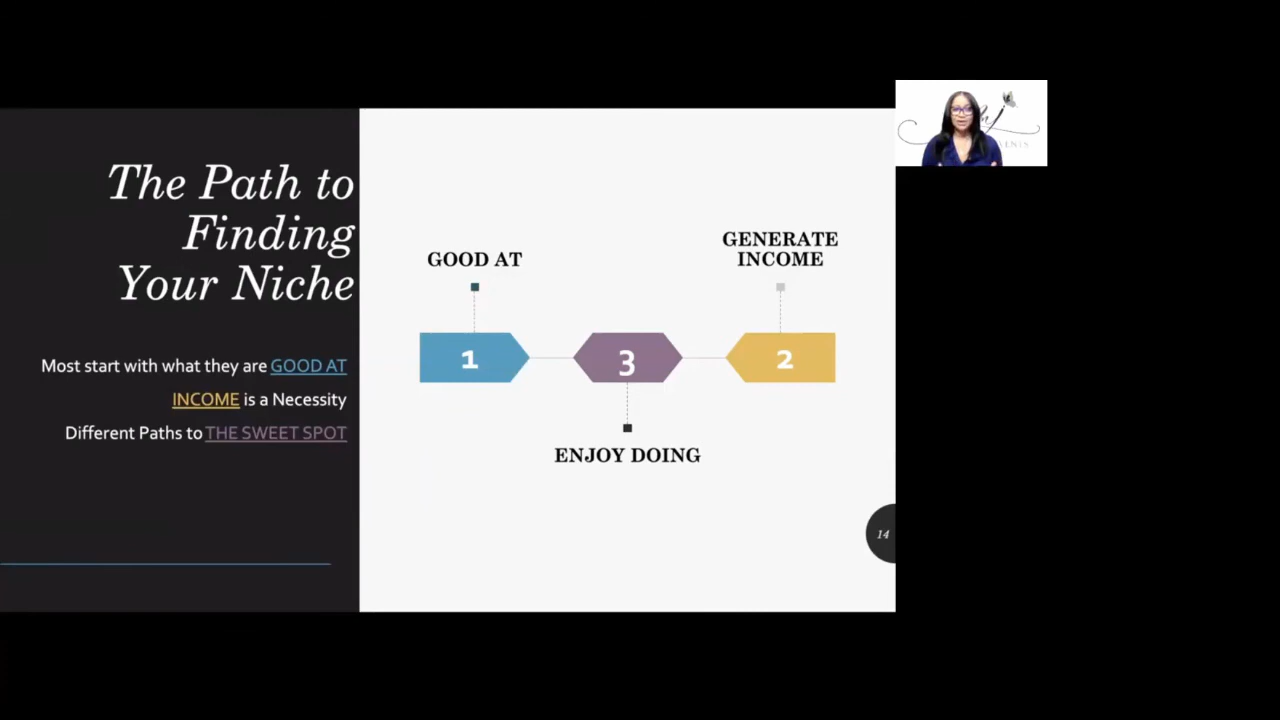 The Path to
Finding
Your Niche
Most start with what they are GOOD AT
INCOME is a Necessity
Different Paths to THE SWEET SPOT
GOOD AT
GENERATE
INCOME
1
3
2
ENJOY DOING
14